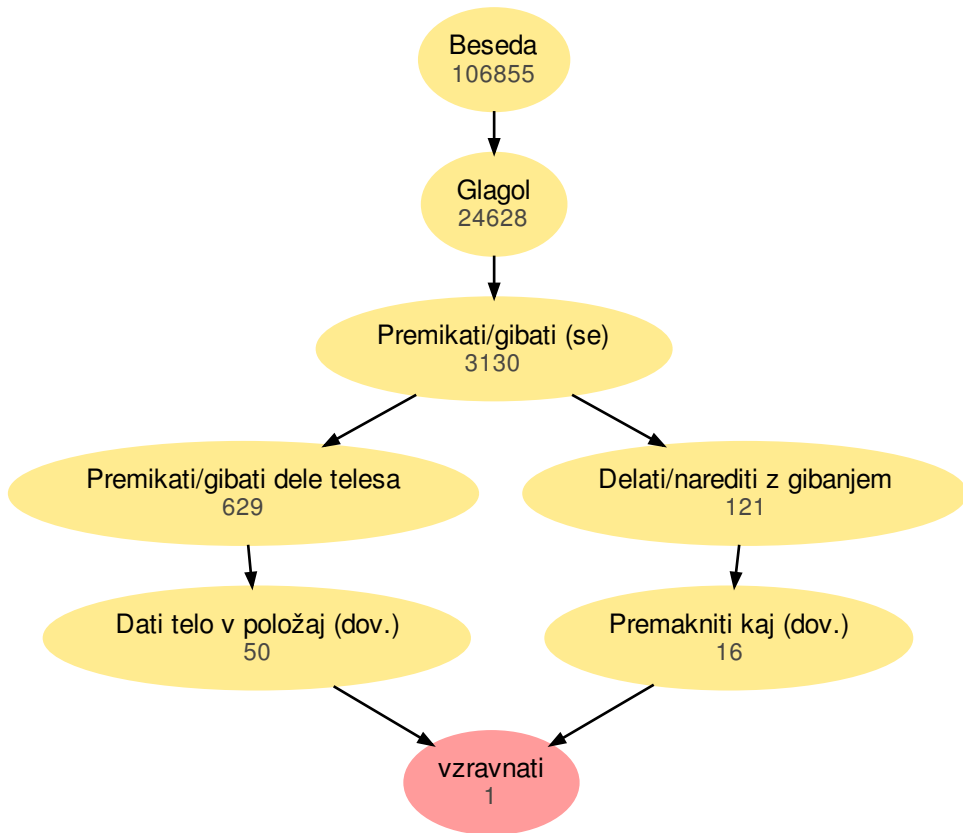 Beseda
106855
Glagol
24628
Premikati/gibati (se)
3130
Premikati/gibati dele telesa
629
Delati/narediti z gibanjem
121
Dati telo v položaj (dov.)
50
Premakniti kaj (dov.)
16
vzravnati
1